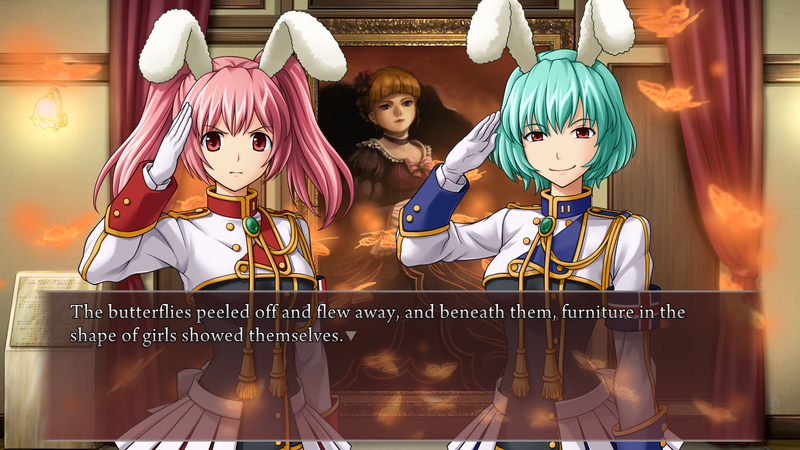 The butterflies peeled off and flew away, and beneath them, furniture in the
shape of girls showed themselves.